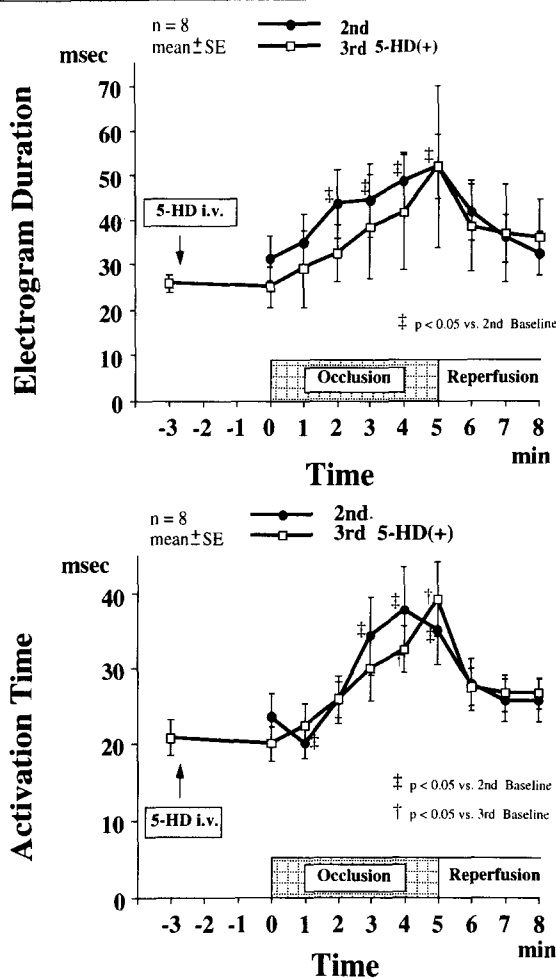 n = 8 2nd
mean±SE 3rd 5-HD(+)
msec
70
60
50
40
30
20
10
0
Electrogram Duration
5-HD i.v.
‡ ‡ ‡ ‡
‡ p < 0.05 vs. 2nd Baseline
Occlusion Reperfusion
-3 -2 -1 0 1 2 3 4 5 6 7 8
min
Time
n = 8 2nd.
mean±SE 3rd 5-HD(+)
msec
40
30
20
10
0
Activation Time
‡ ‡ † ‡ ‡
‡ p < 0.05 vs. 2nd Baseline
† p < 0.05 vs. 3rd Baseline
5-HD i.v.
Occlusion Reperfusion
-3 -2 -1 0 1 2 3 4 5 6 7 8
min
Time